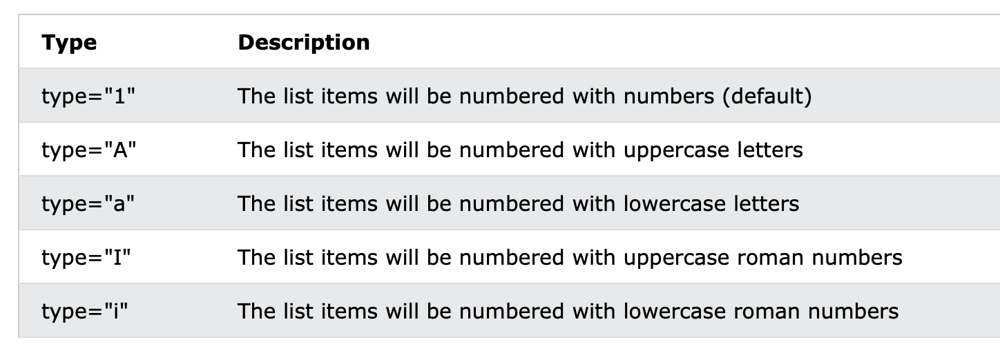 Type Description
type="1" The list items will be numbered with numbers (default)
type="A" The list items will be numbered with uppercase letters
type="a" The list items will be numbered with lowercase letters
type="I" The list items will be numbered with uppercase roman numbers
type="i" The list items will be numbered with lowercase roman numbers